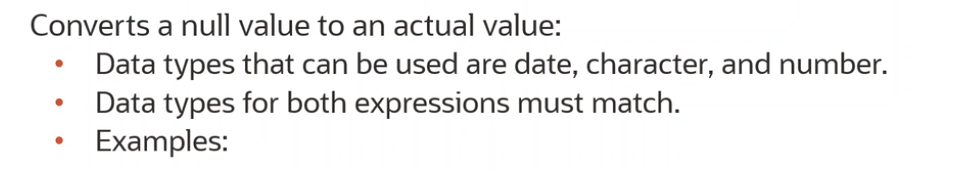 Converts a null value to an actual value:
• Data types that can be used are date, character, and number.
• Data types for both expressions must match.
• Examples: